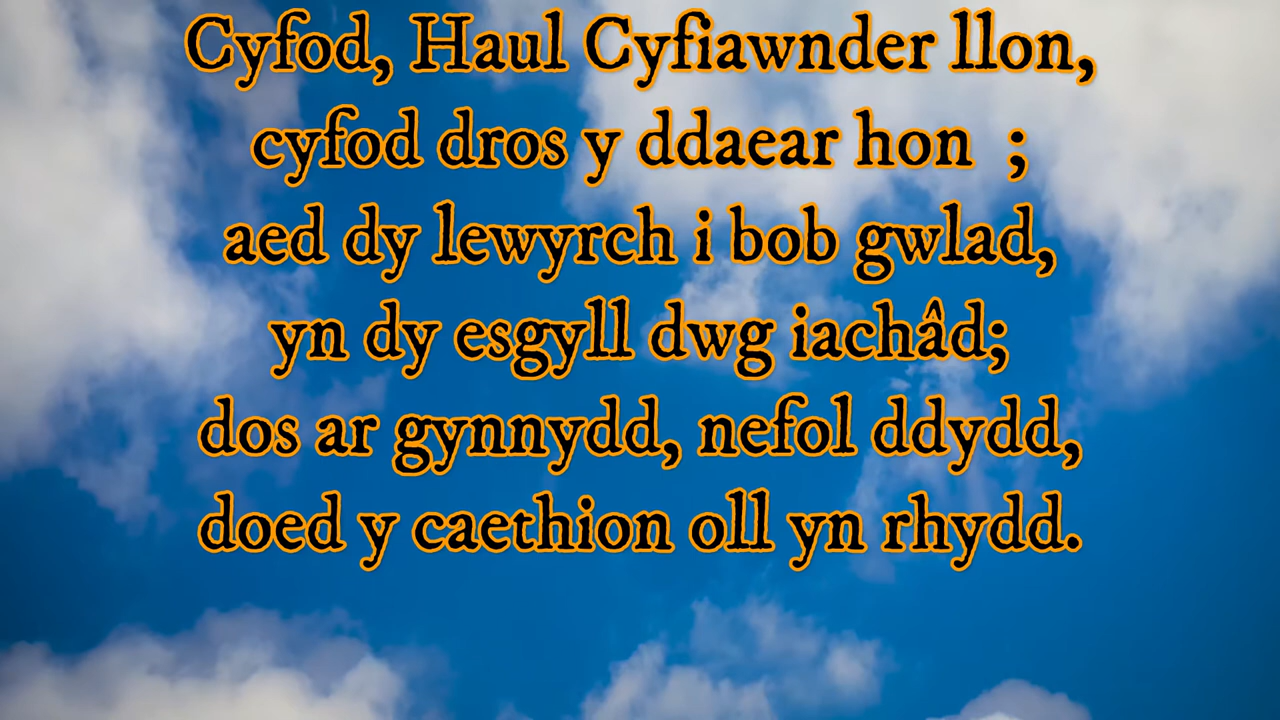 Cyfod, Haul Cyfiawnder llon,
cyfod dros y ddaear hon  ;
aed dy lewyrch i bob gwlad,
yn dy esgyll dwg iachâd;
dos ar gynnydd, nefol ddydd,
doed y caethion oll yn rhydd.